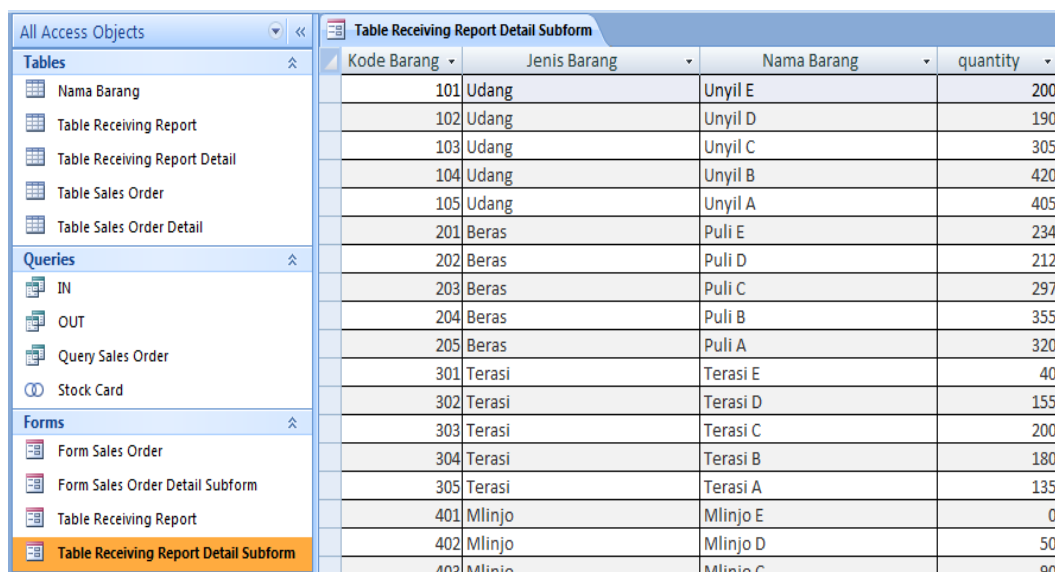 All Access Objects
Tables
Nama Barang
Table Receiving Report
Table Receiving Report Detail
Table Sales Order
Table Sales Order Detail
Queries
IN
OUT
Query Sales Order
Stock Card
Forms
Form Sales Order
Form Sales Order Detail Subform
Table Receiving Report
Table Receiving Report Detail Subform
Table Receiving Report Detail Subform
Kode Barang Jenis Barang Nama Barang quantity
101 Udang Unyil E 200
102 Udang Unyil D 190
103 Udang Unyil C 305
104 Udang Unyil B 420
105 Udang Unyil A 405
201 Beras Puli E 234
202 Beras Puli D 212
203 Beras Puli C 297
204 Beras Puli B 355
205 Beras Puli A 320
301 Terasi Terasi E 40
302 Terasi Terasi D 155
303 Terasi Terasi C 200
304 Terasi Terasi B 180
305 Terasi Terasi A 135
401 Mlinjo Mlinjo E 0
402 Mlinjo Mlinjo D 50
403 Mlinjo Mlinjo C 90